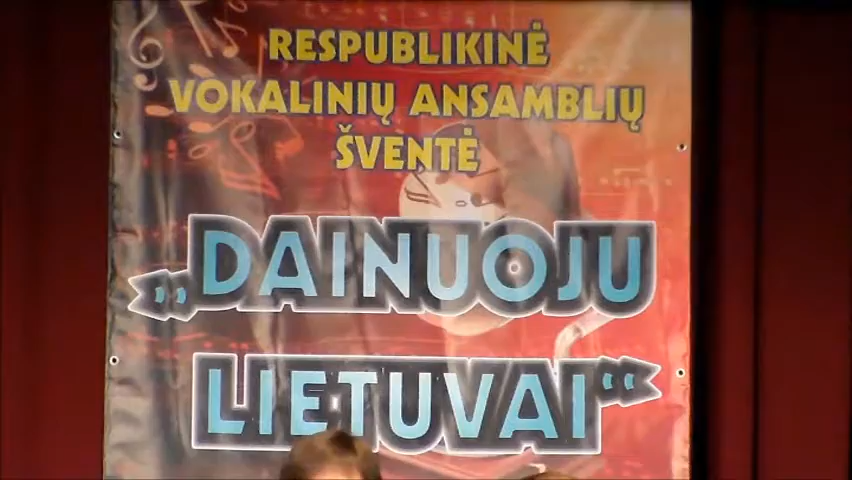 RESPUBLIKINĖ
VOKALINIŲ ANSAMBLIŲ
ŠVENTĖ
„DAINUOJU
LIETUVAI“